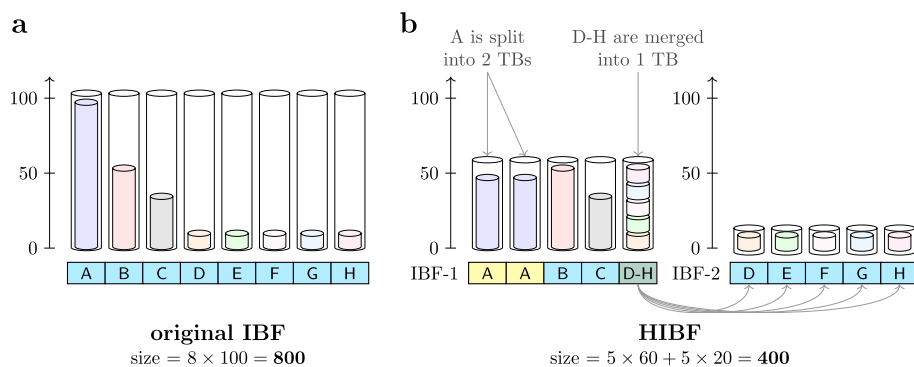 a
100
50
0
A B C D E F G H
original IBF
size = 8 × 100 = 800
b
A is split
into 2 TBs
D-H are merged
into 1 TB
100
50
0
IBF-1 A A B C D-H
100
50
0
IBF-2 D E F G H
HIBF
size = 5 × 60 + 5 × 20 = 400